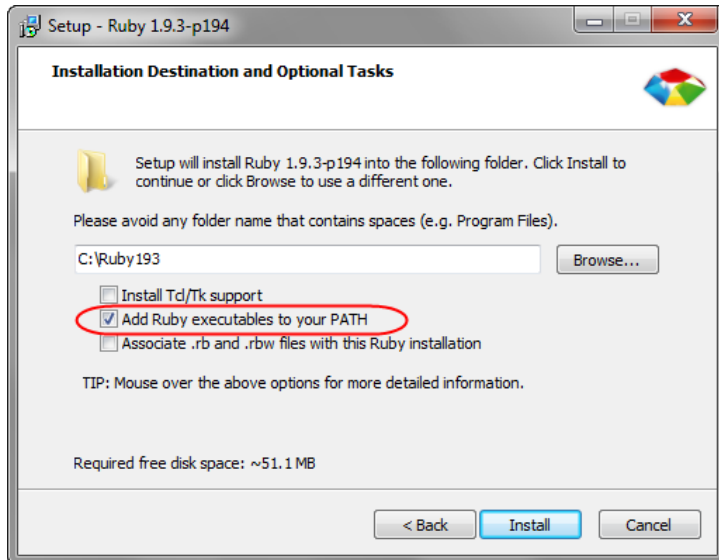 Setup - Ruby 1.9.3-p194
Installation Destination and Optional Tasks
Setup will install Ruby 1.9.3-p194 into the following folder. Click Install to
continue or click Browse to use a different one.
Please avoid any folder name that contains spaces (e.g. Program Files).
C:\Ruby193
Browse...
Install Tcl/Tk support
Add Ruby executables to your PATH
Associate .rb and .rbw files with this Ruby installation
TIP: Mouse over the above options for more detailed information.
Required free disk space: ~51.1 MB
< Back
Install
Cancel